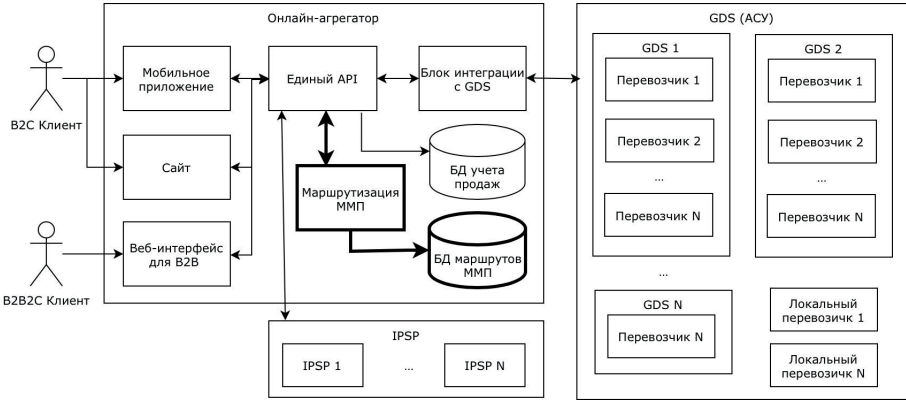 Онлайн-агрегатор
B2C Клиент
B2B2C Клиент
Мобильное
приложение
Сайт
Веб-интерфейс
для B2B
Единый API
Блок интеграции
с GDS
Маршрутизация
ММП
БД учета
продаж
БД маршрутов
ММП
IPSP
IPSP 1
...
IPSP N
GDS (АСУ)
GDS 1
Перевозчик 1
Перевозчик 2
...
Перевозчик N
GDS 2
Перевозчик 1
Перевозчик 2
...
Перевозчик N
...
GDS N
Перевозчик N
Локальный
перевозичк 1
Локальный
перевозичк N